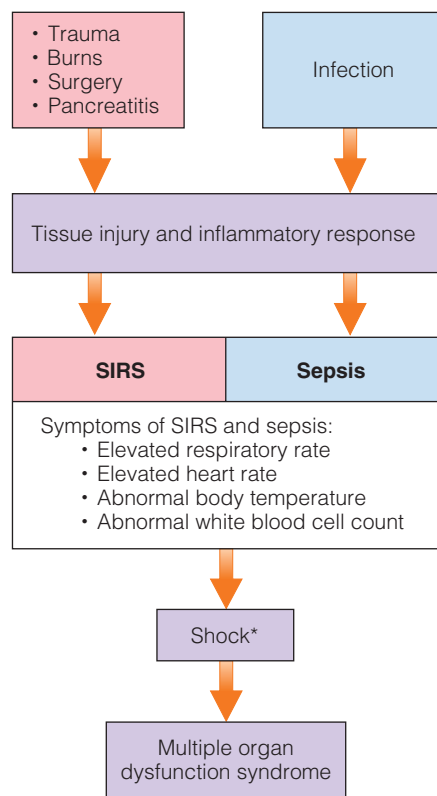 • Trauma
• Burns
• Surgery
• Pancreatitis
Infection
Tissue injury and inflammatory response
SIRS
Sepsis
Symptoms of SIRS and sepsis:
• Elevated respiratory rate
• Elevated heart rate
• Abnormal body temperature
• Abnormal white blood cell count
Shock*
Multiple organ
dysfunction syndrome